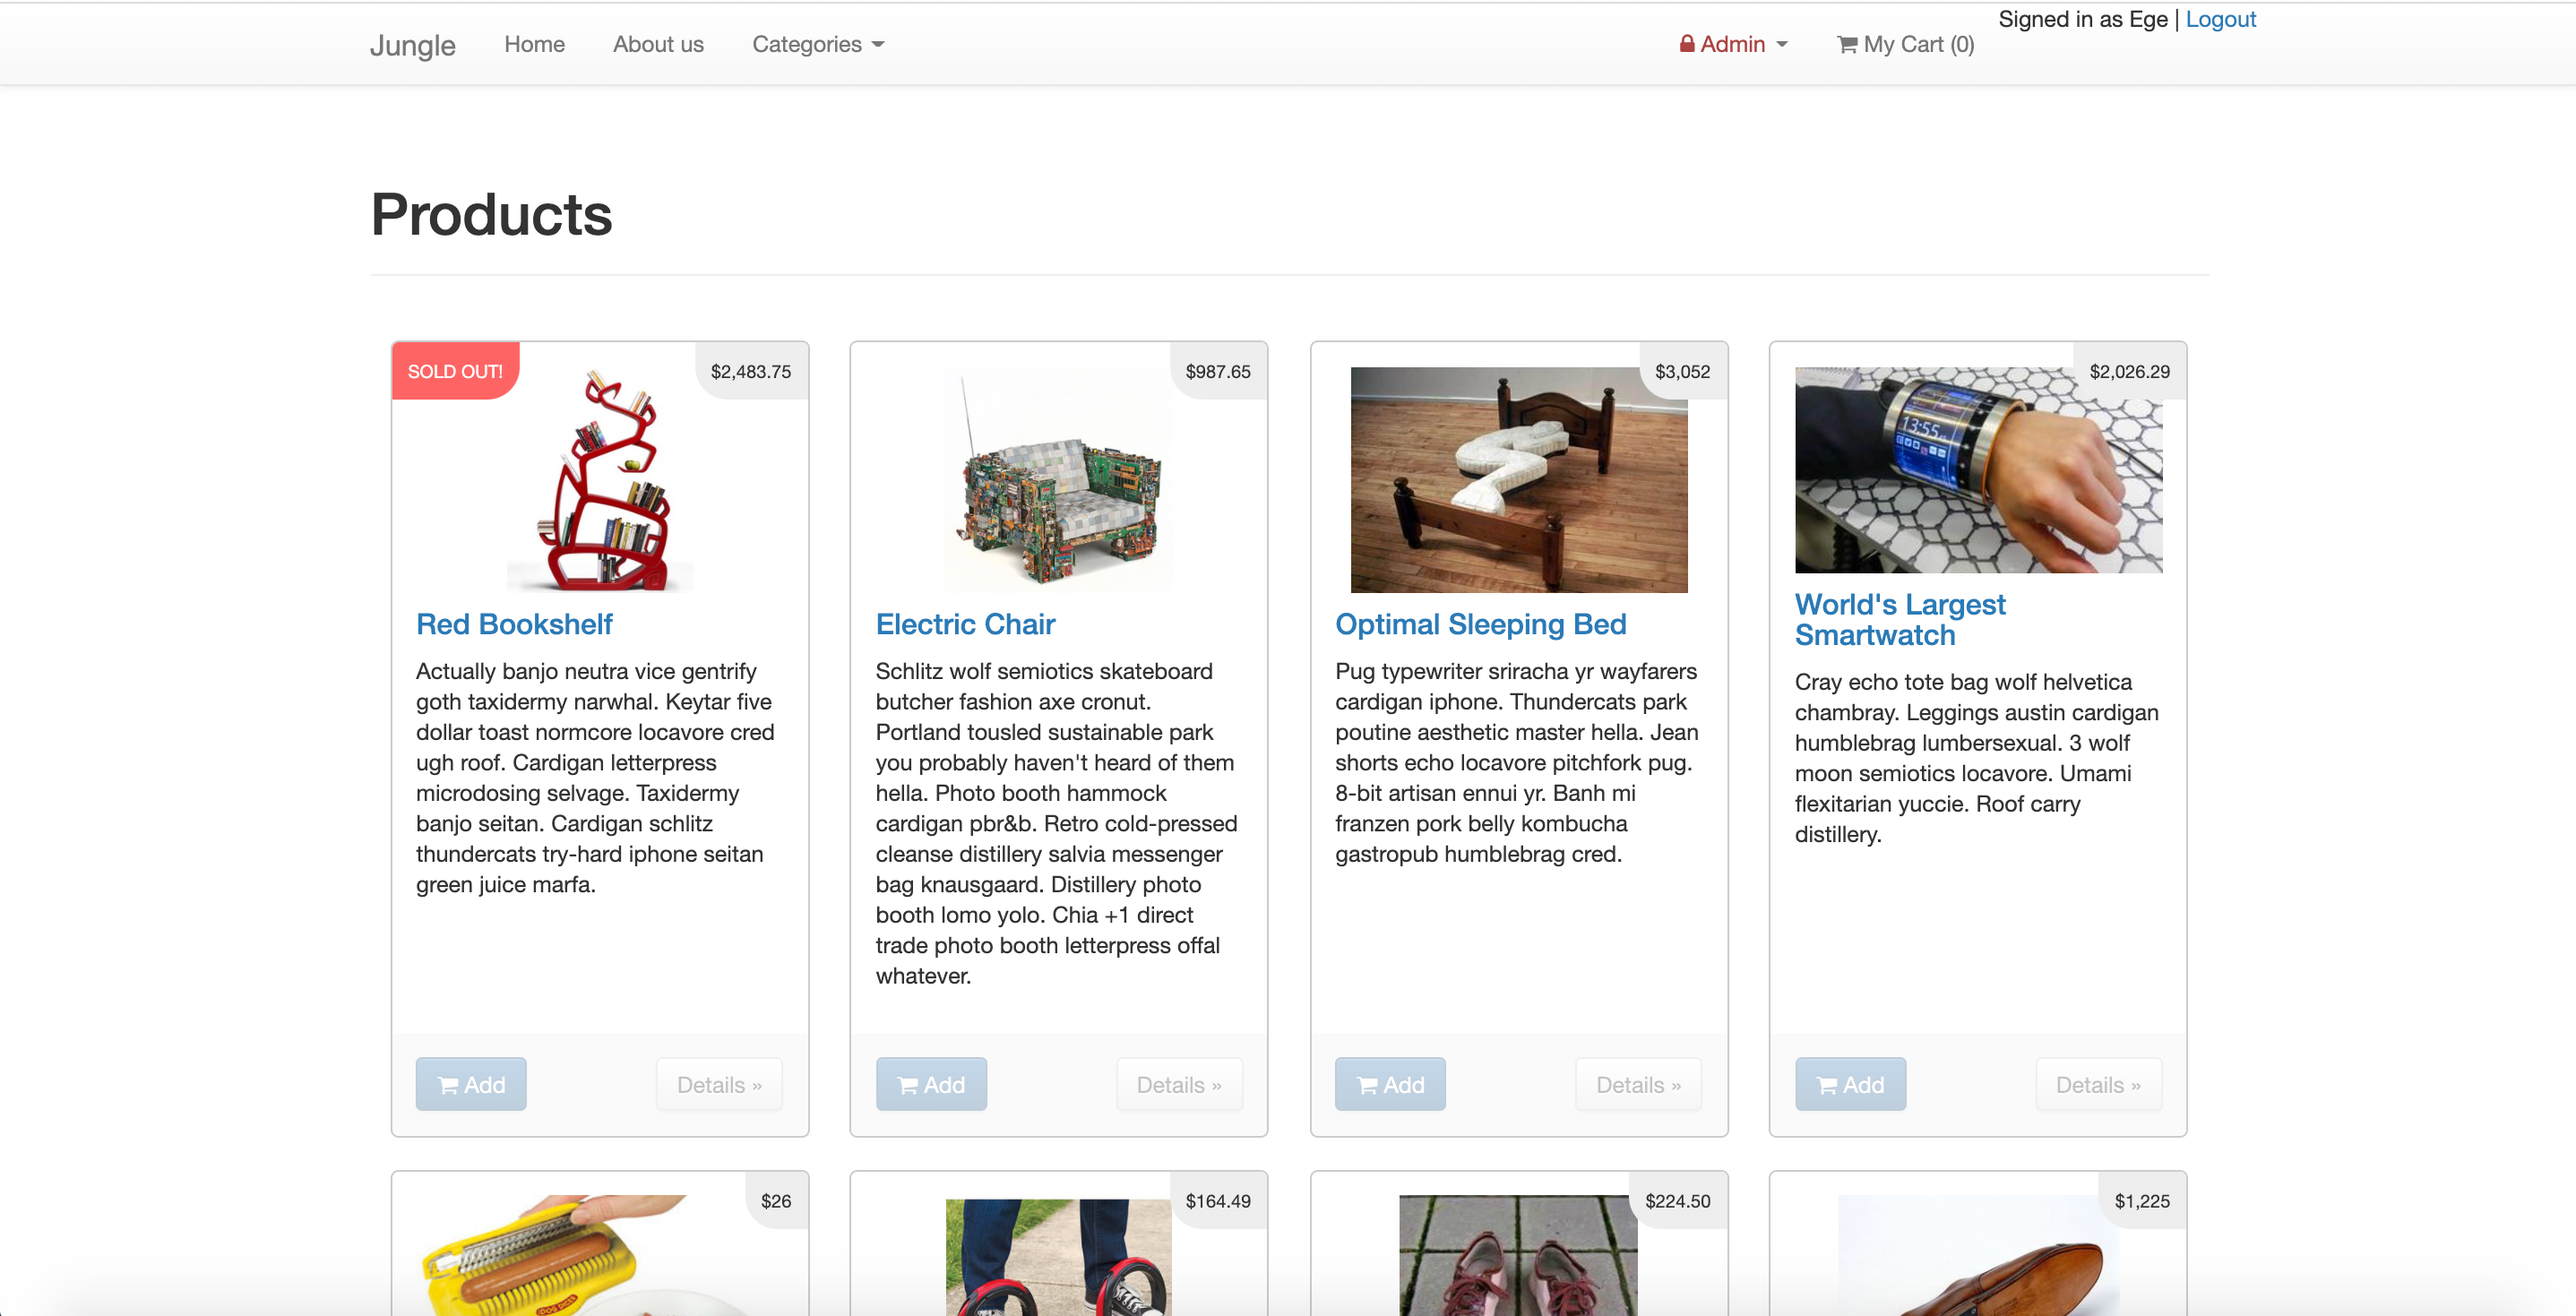 Signed in as Ege | Logout
Jungle Home About us Categories Admin My Cart (0)
Products
SOLD OUT! $2,483.75
Red Bookshelf
Actually banjo neutra vice gentrify
goth taxidermy narwhal. Keytar five
dollar toast normcore locavore cred
ugh roof. Cardigan letterpress
microdosing selvage. Taxidermy
banjo seitan. Cardigan schlitz
thundercats try-hard iphone seitan
green juice marfa.
Add Details »
$987.65
Electric Chair
Schlitz wolf semiotics skateboard
butcher fashion axe cronut.
Portland tousled sustainable park
you probably haven't heard of them
hella. Photo booth hammock
cardigan pbr&b. Retro cold-pressed
cleanse distillery salvia messenger
bag knausgaard. Distillery photo
booth lomo yolo. Chia +1 direct
trade photo booth letterpress offal
whatever.
Add Details »
$3,052
Optimal Sleeping Bed
Pug typewriter sriracha yr wayfarers
cardigan iphone. Thundercats park
poutine aesthetic master hella. Jean
shorts echo locavore pitchfork pug.
8-bit artisan ennui yr. Banh mi
franzen pork belly kombucha
gastropub humblebrag cred.
Add Details »
$2,026.29
13:55
World's Largest
Smartwatch
Cray echo tote bag wolf helvetica
chambray. Leggings austin cardigan
humblebrag lumbersexual. 3 wolf
moon semiotics locavore. Umami
flexitarian yuccie. Roof carry
distillery.
Add Details »
$26
$164.49
$224.50
$1,225